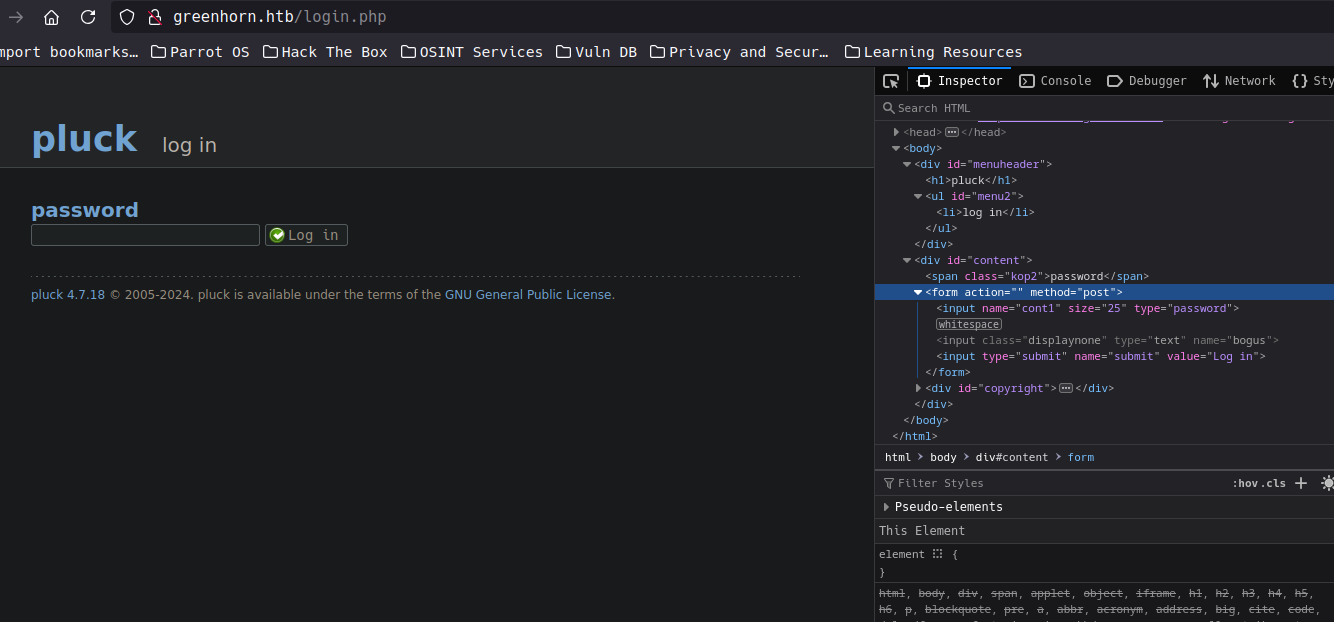 greenhorn.htb/login.php
mport bookmarks… Parrot OS Hack The Box OSINT Services Vuln DB Privacy and Secur… Learning Resources
pluck log in
password
Log in
pluck 4.7.18 © 2005-2024. pluck is available under the terms of the GNU General Public License.
Inspector Console Debugger Network {} Sty
Search HTML
<head> ••• </head>
<body>
<div id="menuheader">
<h1>pluck</h1>
<ul id="menu2">
<li>log in</li>
</ul>
</div>
<div id="content">
<span class="kop2">password</span>
<form action="" method="post">
<input name="cont1" size="25" type="password">
whitespace
<input class="displaynone" type="text" name="bogus">
<input type="submit" name="submit" value="Log in">
</form>
<div id="copyright"> ••• </div>
</div>
</body>
</html>
html > body > div#content > form
Filter Styles :hov .cls +
Pseudo-elements
This Element
element {
}
html, body, div, span, applet, object, iframe, h1, h2, h3, h4, h5,
h6, p, blockquote, pre, a, abbr, acronym, address, big, cite, code,